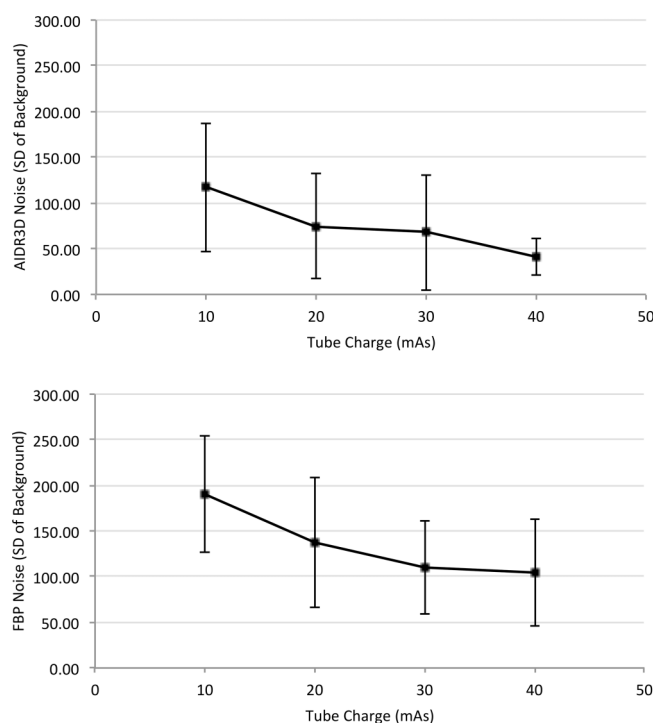 300.00
250.00
200.00
150.00
100.00
50.00
0.00
AIDR3D Noise (SD of Background)
0 10 20 30 40 50
Tube Charge (mAs)
300.00
250.00
200.00
150.00
100.00
50.00
0.00
FBP Noise (SD of Background)
0 10 20 30 40 50
Tube Charge (mAs)